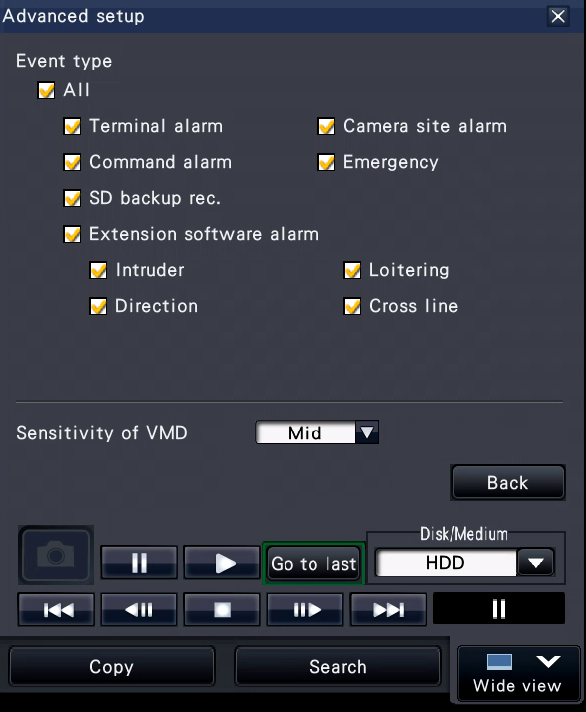 Advanced setup
Event type
All
Terminal alarm
Camera site alarm
Command alarm
Emergency
SD backup rec.
Extension software alarm
Intruder
Loitering
Direction
Cross line
Sensitivity of VMD
Mid
Back
Disk/Medium
Go to last
HDD
Copy
Search
Wide view